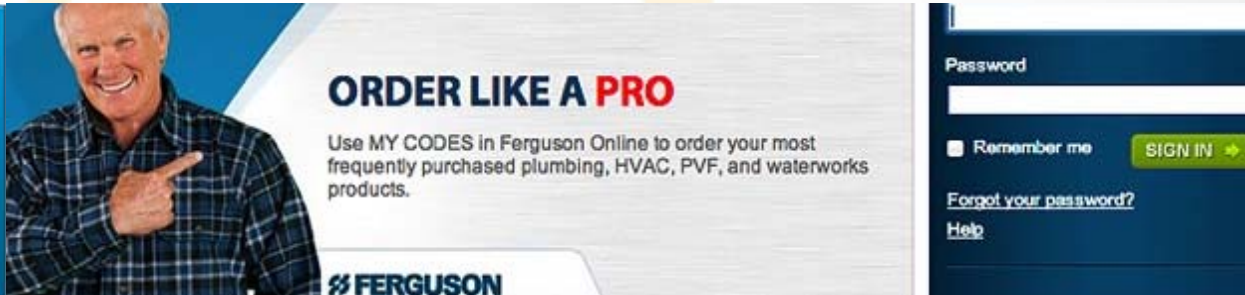 ORDER LIKE A PRO
Use MY CODES in Ferguson Online to order your most
frequently purchased plumbing, HVAC, PVF, and waterworks
products.
FERGUSON
Password
Remember me
SIGN IN
Forgot your password?
Help